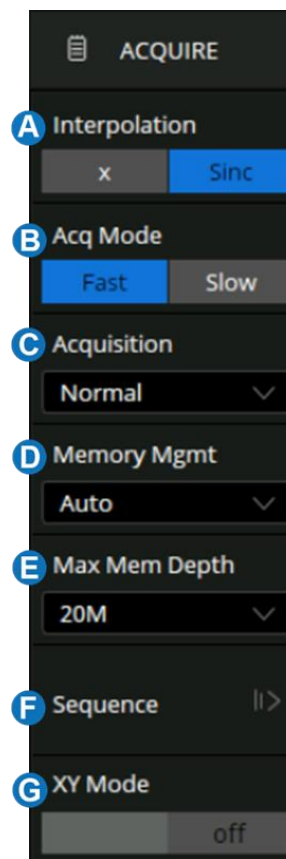 ACQUIRE
A Interpolation
x Sinc
B Acq Mode
Fast Slow
C Acquisition
Normal
D Memory Mgmt
Auto
E Max Mem Depth
20M
F Sequence
G XY Mode
off